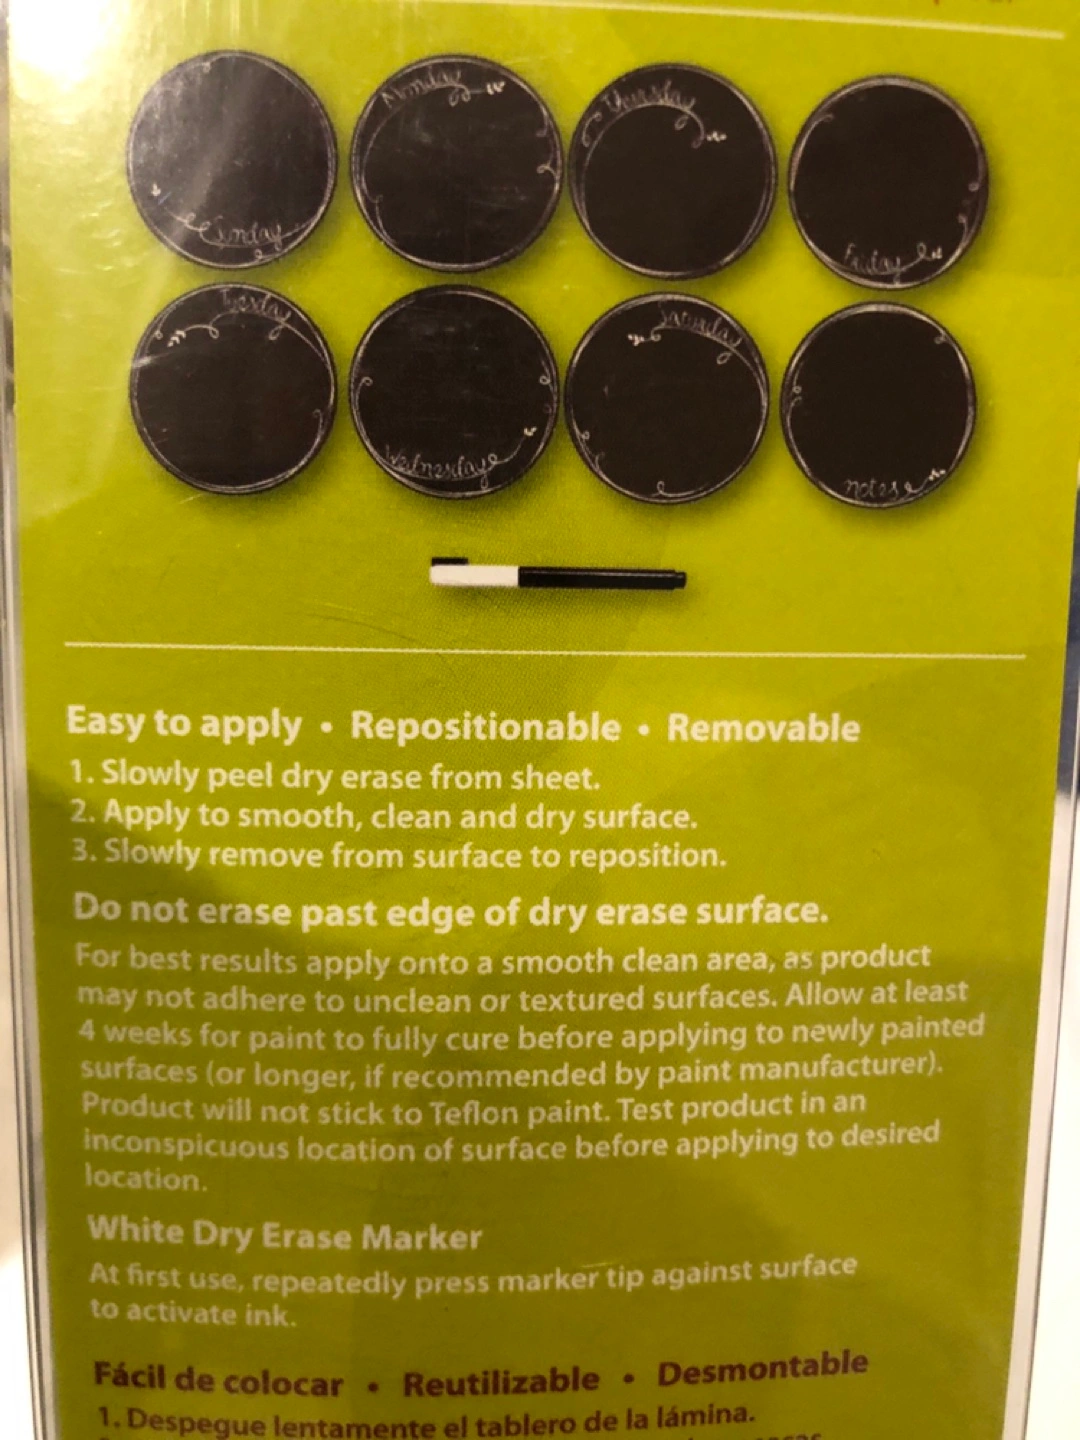 Sunday
Monday
Thursday
Friday
Tuesday
Wednesday
Saturday
notes
Easy to apply • Repositionable • Removable
1. Slowly peel dry erase from sheet.
2. Apply to smooth, clean and dry surface.
3. Slowly remove from surface to reposition.
Do not erase past edge of dry erase surface.
For best results apply onto a smooth clean area, as product
may not adhere to unclean or textured surfaces. Allow at least
4 weeks for paint to fully cure before applying to newly painted
surfaces (or longer, if recommended by paint manufacturer).
Product will not stick to Teflon paint. Test product in an
inconspicuous location of surface before applying to desired
location.
White Dry Erase Marker
At first use, repeatedly press marker tip against surface
to activate ink.
Fácil de colocar • Reutilizable • Desmontable
1. Despegue lentamente el tablero de la lámina.